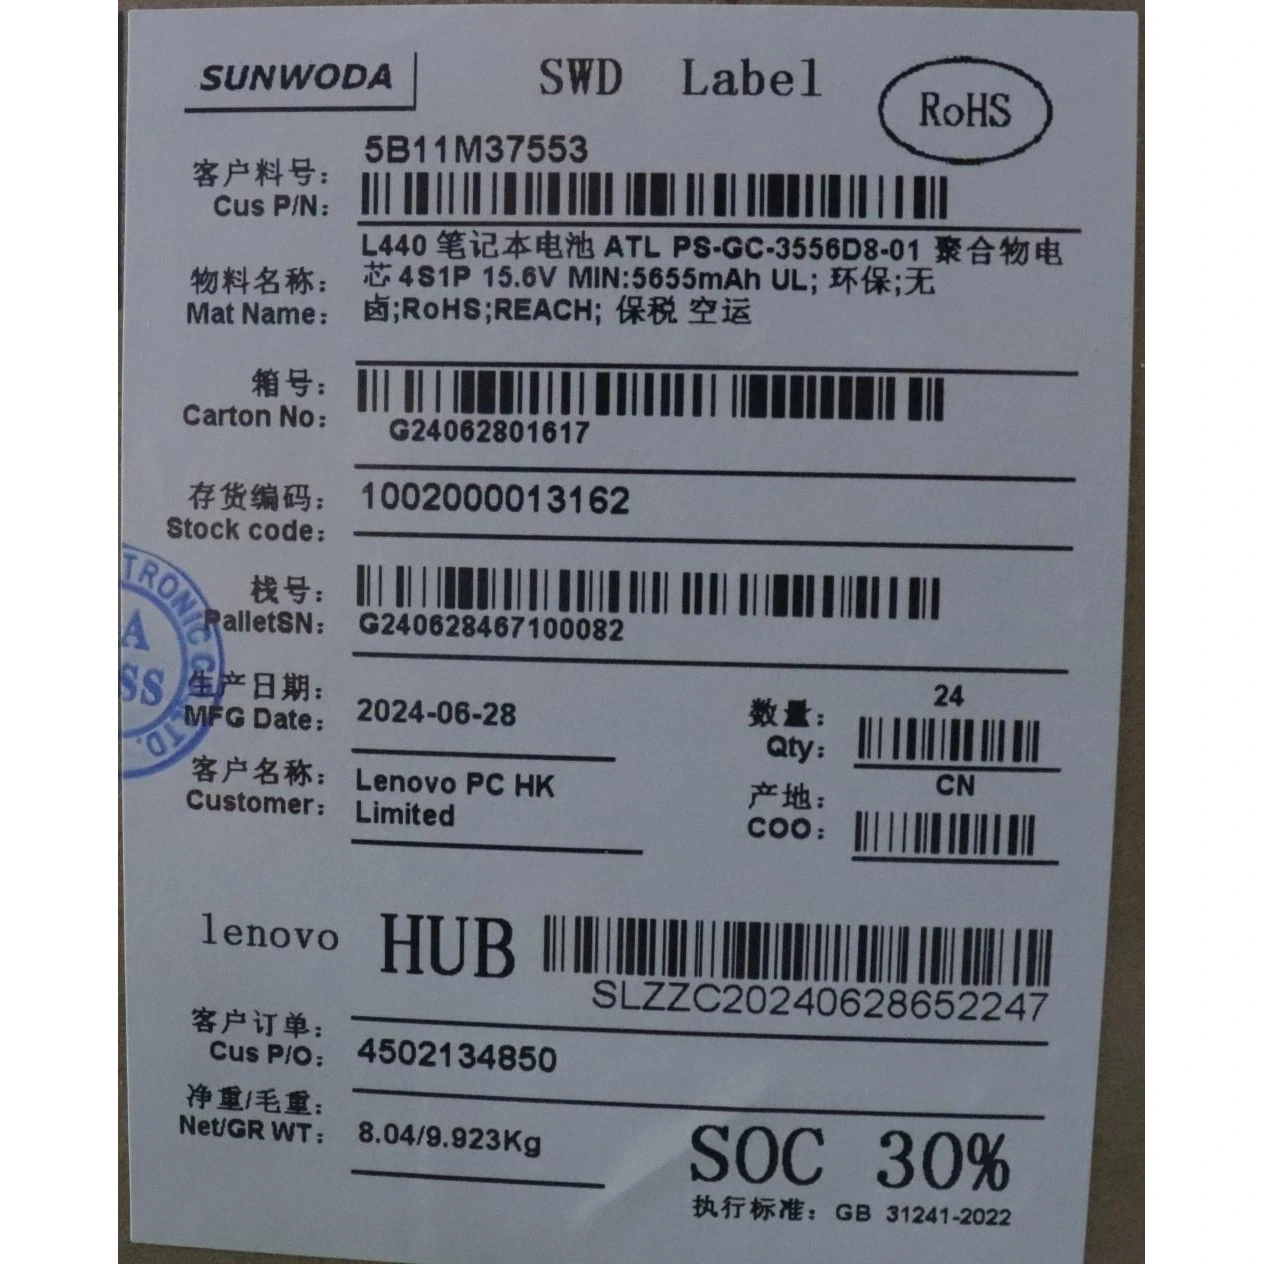 SUNWODA
SWD Label
RoHS
客户料号:
Cus P/N:
5B11M37553
物料名称:
Mat Name:
L440 笔记本电池 ATL PS-GC-3556D8-01 聚合物电
芯 4S1P 15.6V MIN:5655mAh UL; 环保;无
卤;RoHS;REACH; 保税 空运
箱号:
Carton No:
G24062801617
存货编码:
Stock code:
1002000013162
栈号:
PalletSN:
G240628467100082
生产日期:
MFG Date:
2024-06-28
数量:
Qty:
24
客户名称:
Customer:
Lenovo PC HK
Limited
产地:
COO:
CN
lenovo HUB
SLZZC20240628652247
客户订单:
Cus P/O:
4502134850
净重/毛重:
Net/GR WT:
8.04/9.923Kg
SOC 30%
执行标准: GB 31241-2022
TRONIC C
LTD.
A
SS